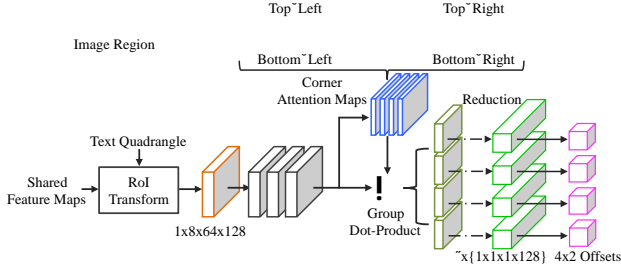 Top˘Left Top˘Right
Image Region
Bottom˘Left Bottom˘Right
Corner
Attention Maps
Reduction
Text Quadrangle
Shared
Feature Maps
RoI
Transform
!
Group
Dot-Product
1x8x64x128
˘x{1x1x1x128} 4x2 Offsets